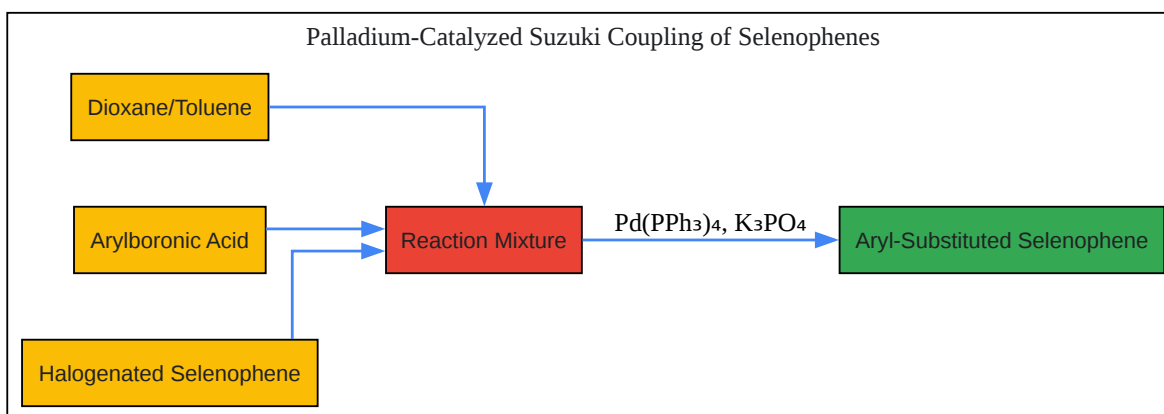 Palladium-Catalyzed Suzuki Coupling of Selenophenes
Dioxane/Toluene
Arylboronic Acid
Reaction Mixture
Pd(PPh₃)₄, K₃PO₄
Aryl-Substituted Selenophene
Halogenated Selenophene